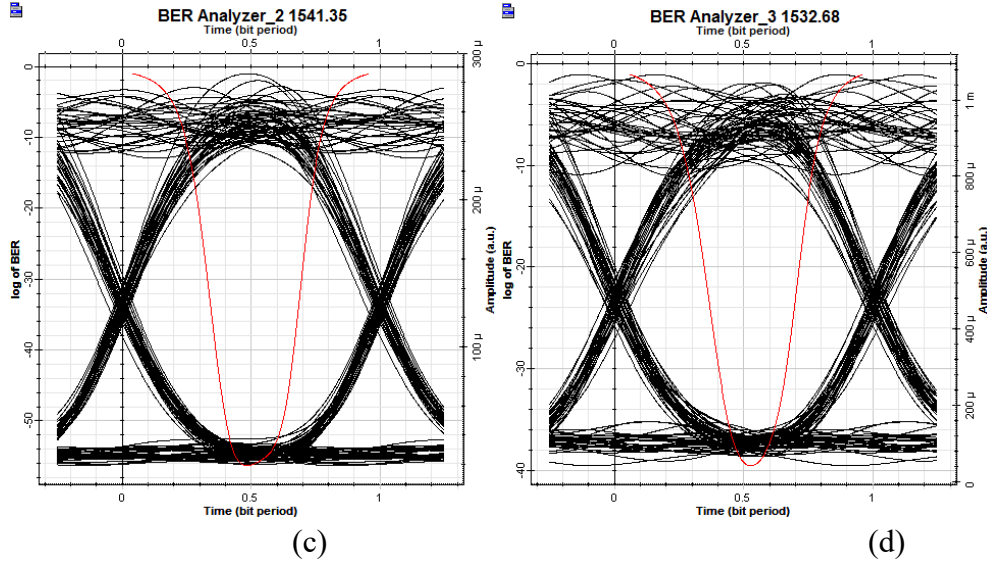 BER Analyzer_2 1541.35
Time (bit period)
0 0.5 1
0
-10
-20
-30
-40
-50
log of BER
300 µ
200 µ
100 µ
Amplitude (a.u.)
0 0.5 1
Time (bit period)
(c)
BER Analyzer_3 1532.68
Time (bit period)
0 0.5 1
0
-10
-20
-30
-40
log of BER
1 m
800 µ
600 µ
400 µ
200 µ
0
Amplitude (a.u.)
0 0.5 1
Time (bit period)
(d)